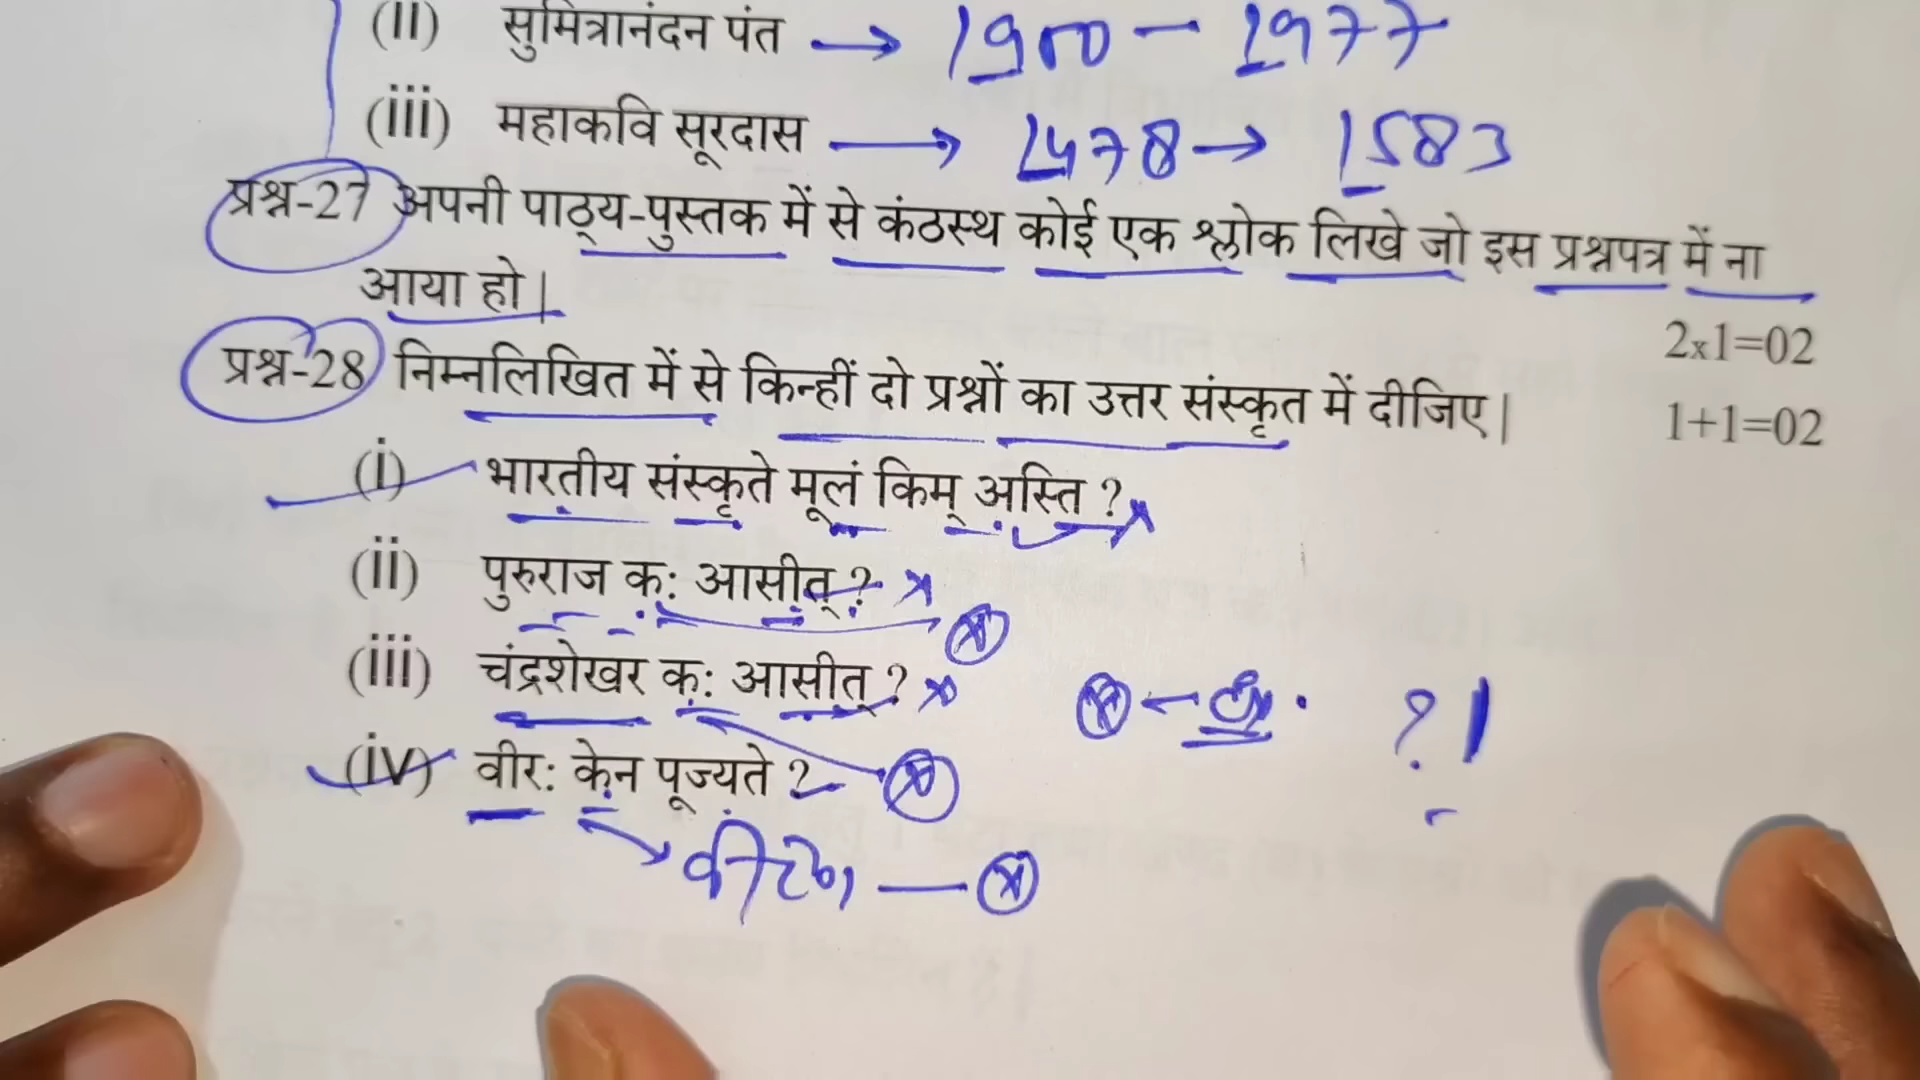 (ii) सुमित्रानंदन पंत → 1900 - 1977
(iii) महाकवि सूरदास → 1478 → 1583
प्रश्न-27 अपनी पाठ्य-पुस्तक में से कंठस्थ कोई एक श्लोक लिखे जो इस प्रश्नपत्र में ना
आया हो|
2x1=02
प्रश्न-28 निम्नलिखित में से किन्हीं दो प्रश्नों का उत्तर संस्कृत में दीजिए|
1+1=02
(i) भारतीय संस्कृते मूलं किम् अस्ति ?
(ii) पुरुराज क: आसीत् ?
(iii) चंद्रशेखर क: आसीत् ?
? |
(iv) वीर: केन पूज्यते ?
वीरेण